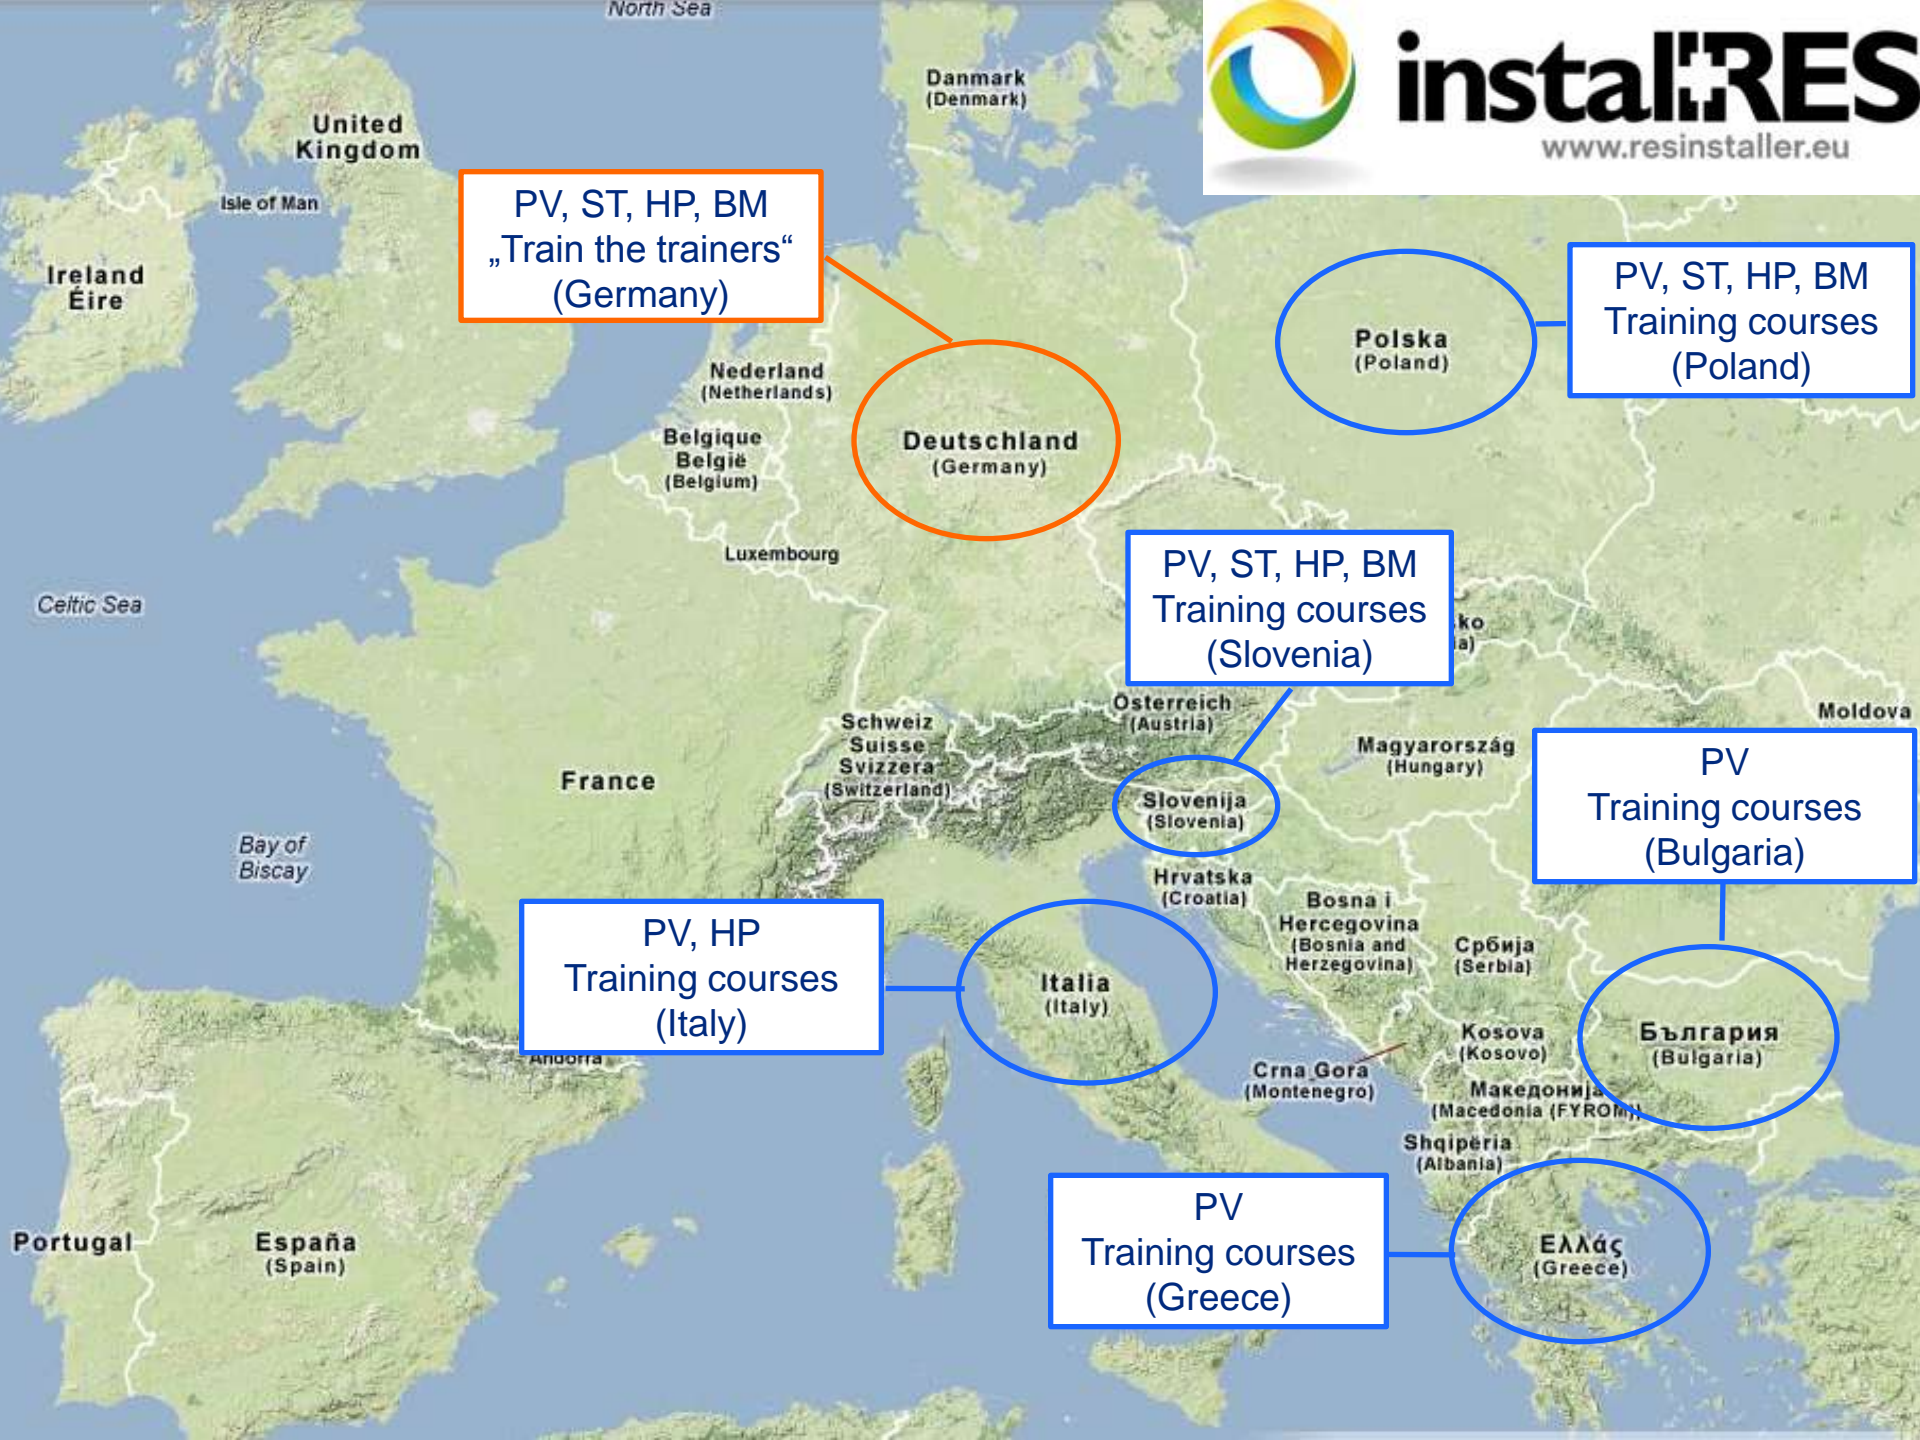 North Sea
install+RES
www.resinstaller.eu
Danmark
(Denmark)
United
Kingdom
Isle of Man
Ireland
Éire
PV, ST, HP, BM
„Train the trainers“
(Germany)
PV, ST, HP, BM
Training courses
(Poland)
Polska
(Poland)
Nederland
(Netherlands)
Belgique
België
(Belgium)
Deutschland
(Germany)
Luxembourg
Celtic Sea
PV, ST, HP, BM
Training courses
(Slovenia)
Österreich
(Austria)
Moldova
Schweiz
Suisse
Svizzera
(Switzerland)
Magyarország
(Hungary)
PV
Training courses
(Bulgaria)
France
Slovenija
(Slovenia)
Bay of
Biscay
Hrvatska
(Croatia)
Bosna i
Hercegovina
(Bosnia and
Herzegovina)
Србија
(Serbia)
PV, HP
Training courses
(Italy)
Italia
(Italy)
Andorra
Kosova
(Kosovo)
България
(Bulgaria)
Crna Gora
(Montenegro)
Македонија
(Macedonia (FYROM))
Shqipëria
(Albania)
PV
Training courses
(Greece)
Ελλάς
(Greece)
Portugal
España
(Spain)